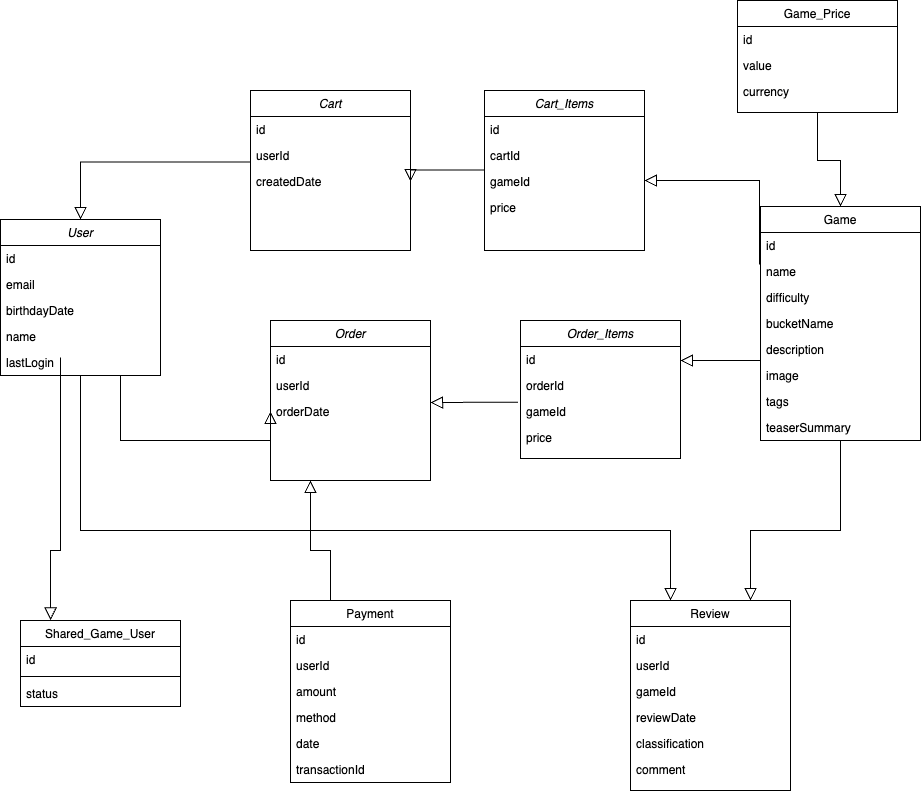 Game_Price
id
value
currency
Cart
id
userId
createdDate
Cart_Items
id
cartId
gameId
price
User
id
email
birthdayDate
name
lastLogin
Game
id
name
difficulty
bucketName
description
image
tags
teaserSummary
Order
id
userId
orderDate
Order_Items
id
orderId
gameId
price
Shared_Game_User
id
status
Payment
id
userId
amount
method
date
transactionId
Review
id
userId
gameId
reviewDate
classification
comment